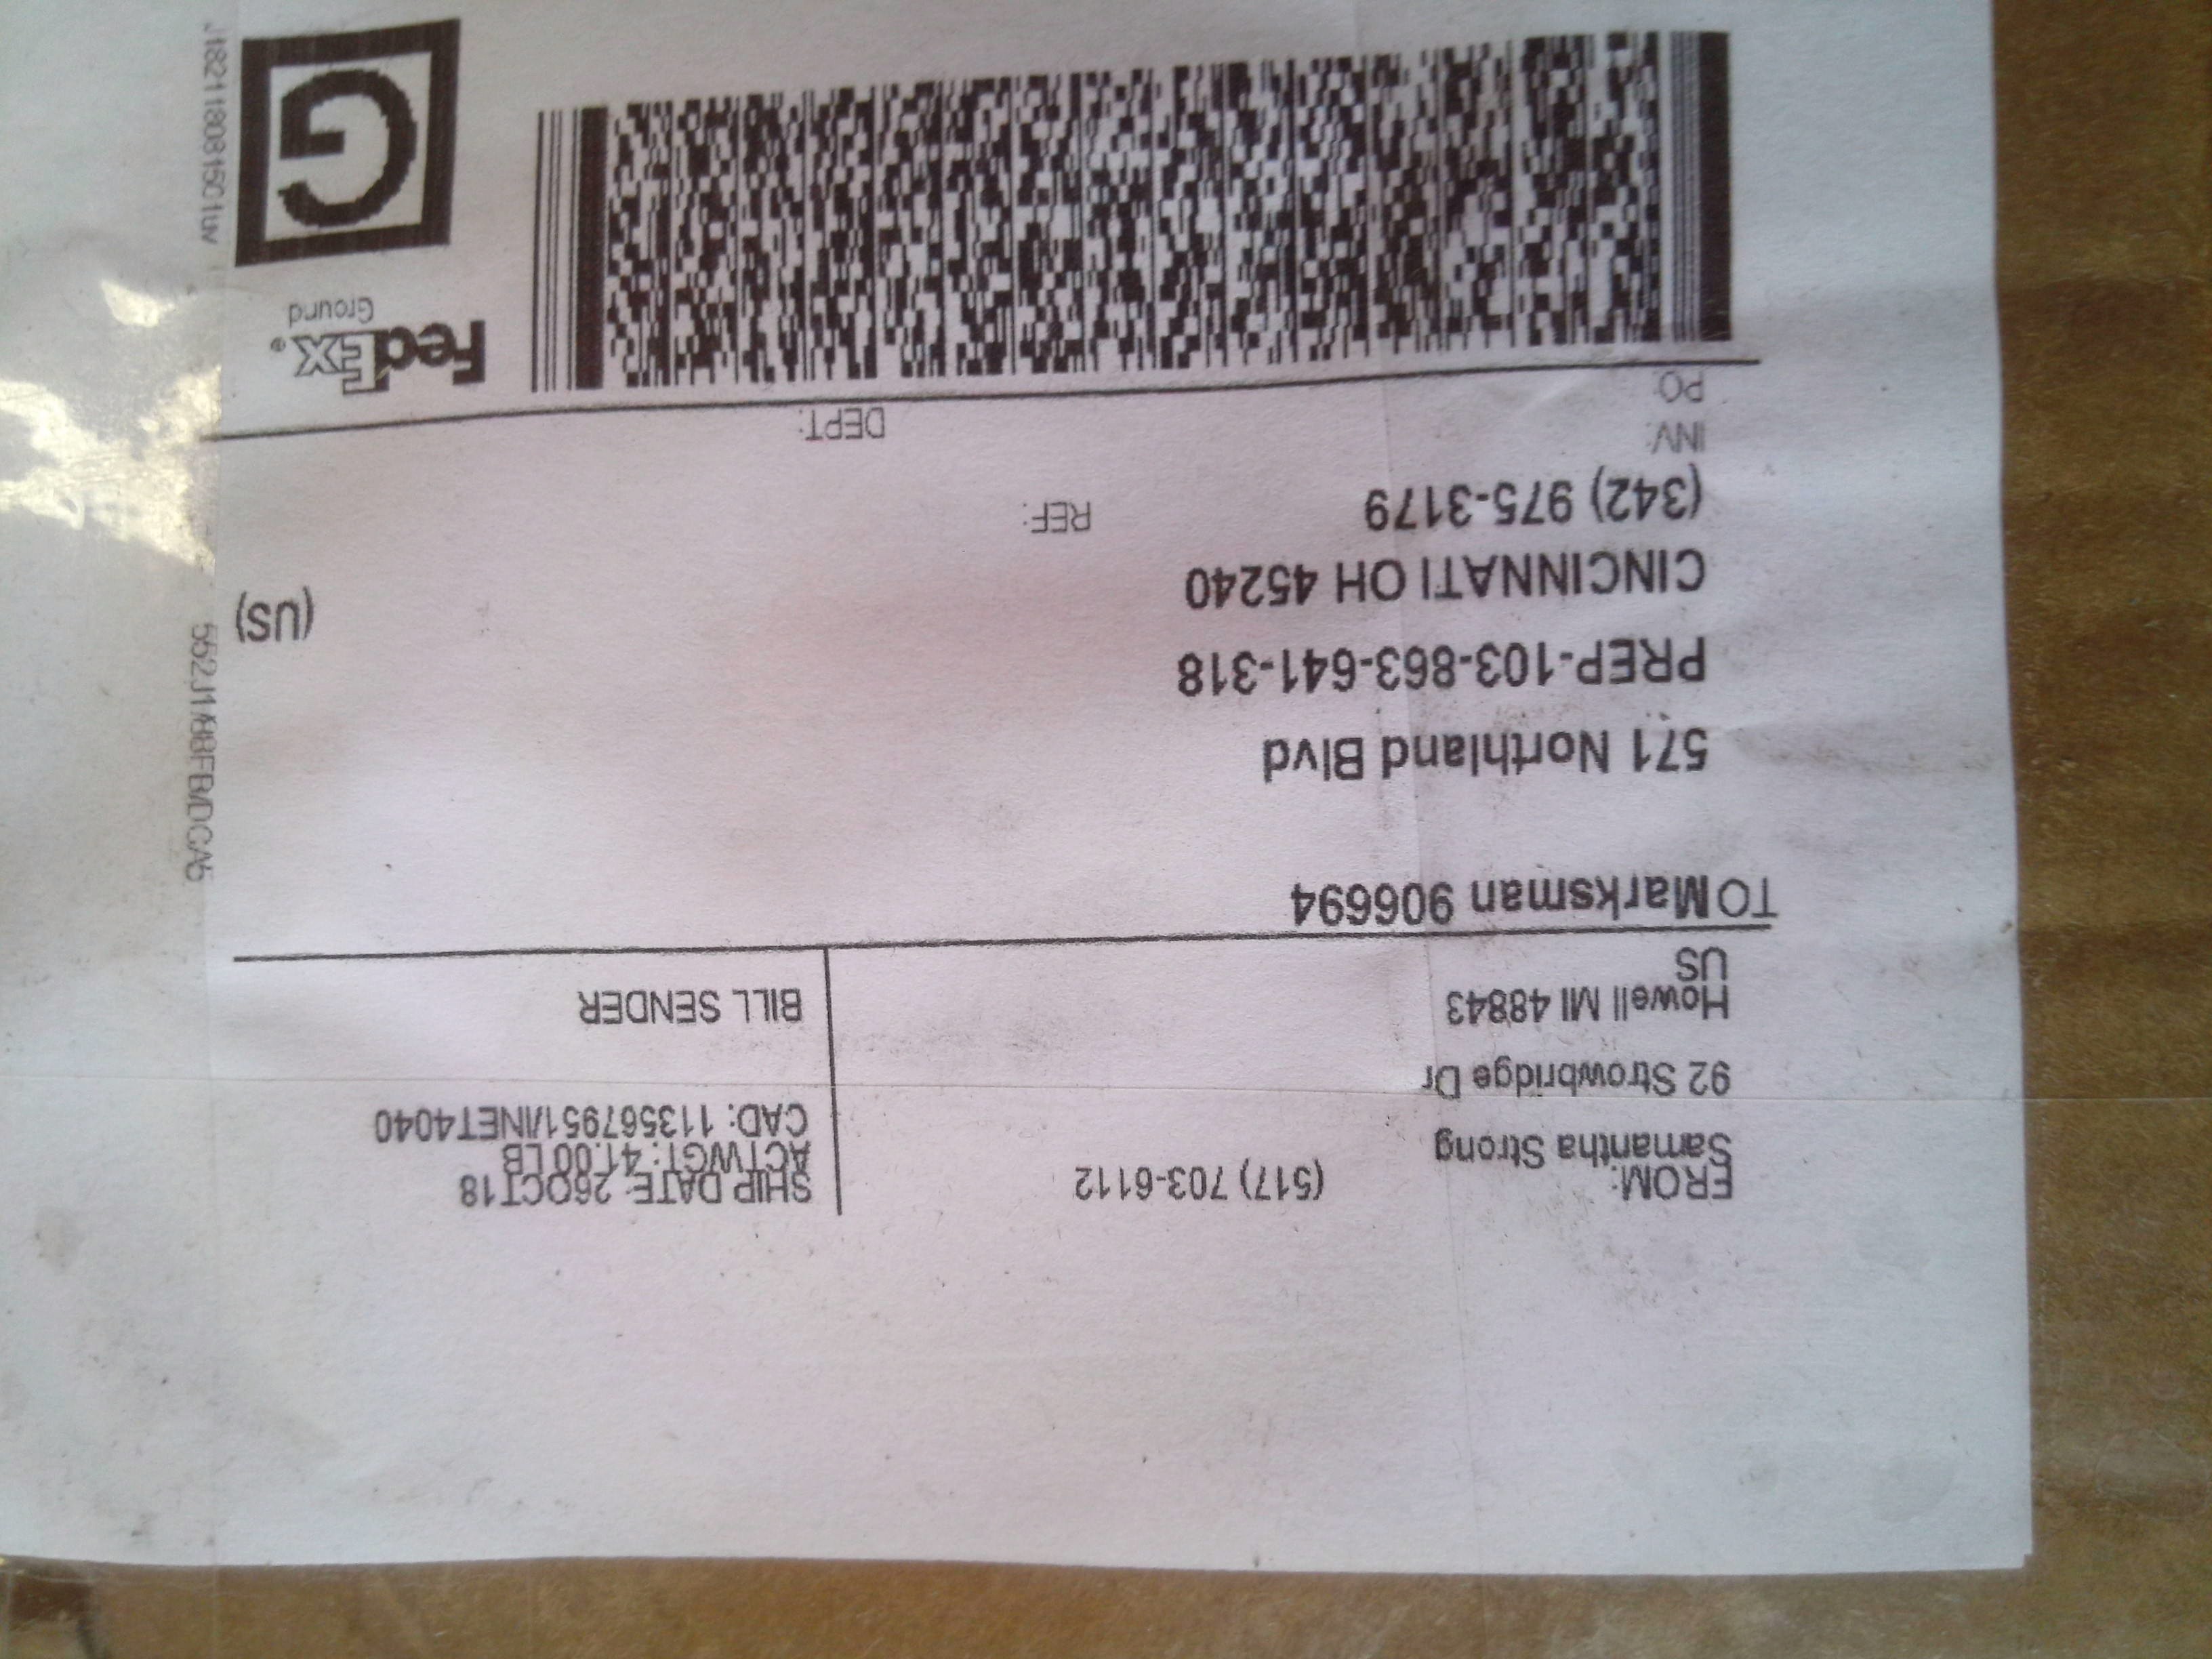 FROM: (517) 703-6112
Samantha Strong
92 Strowbridge Dr
Howell MI 48843
US
SHIP DATE: 26OCT18
ACTWGT: 41.00 LB
CAD: 113567951/INET4040
BILL SENDER
TO Marksman 906694
571 Northland Blvd
PREP-103-863-641-318
CINCINNATI OH 45240
(US)
(342) 975-3179
REF:
INV:
PO:
DEPT:
FedEx®
Ground
G